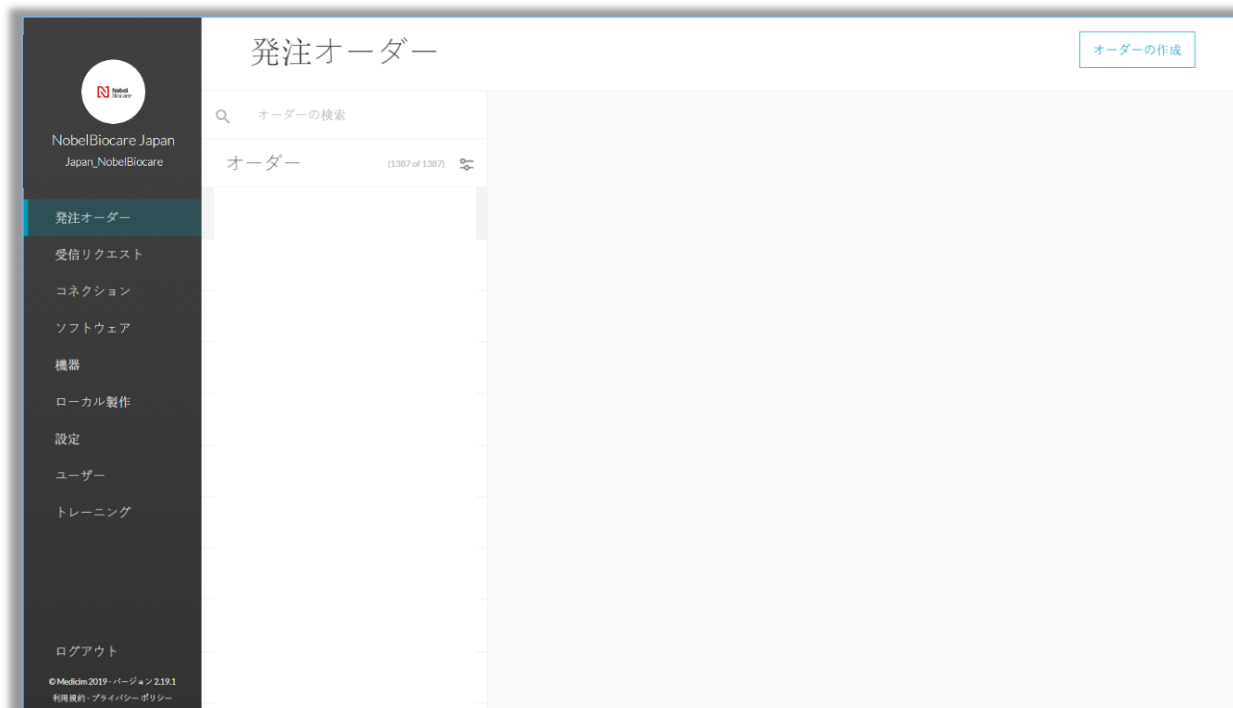 Nobel
Biocare
NobelBiocare Japan
Japan_NobelBiocare
発注オーダー
受信リクエスト
コネクション
ソフトウェア
機器
ローカル製作
設定
ユーザー
トレーニング
ログアウト
© Medicim 2019 - バージョン 2.19.1
利用規約 - プライバシーポリシー
発注オーダー
オーダーの作成
オーダーの検索
オーダー (1387 of 1387)